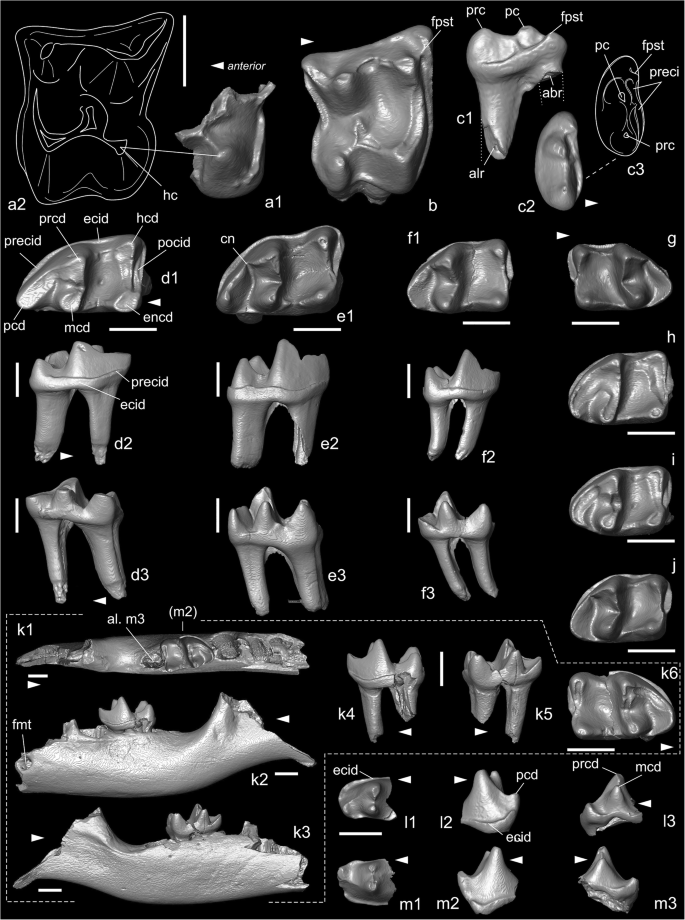 fpst
prc
pc
fpst
anterior
pc
fpst
preci
abr
c1
prc
alr
hc
c2
c3
a2
a1
b
ecid
prcd
hcd
precid
pocid
cn
d1
f1
g
pcd
mcd
encd
e1
h
precid
ecid
d2
e2
f2
i
d3
e3
f3
j
(m2)
k1
al. m3
k6
fmt
k4
k5
k2
ecid
pcd
prcd
mcd
k3
l1
l2
ecid
l3
m1
m2
m3